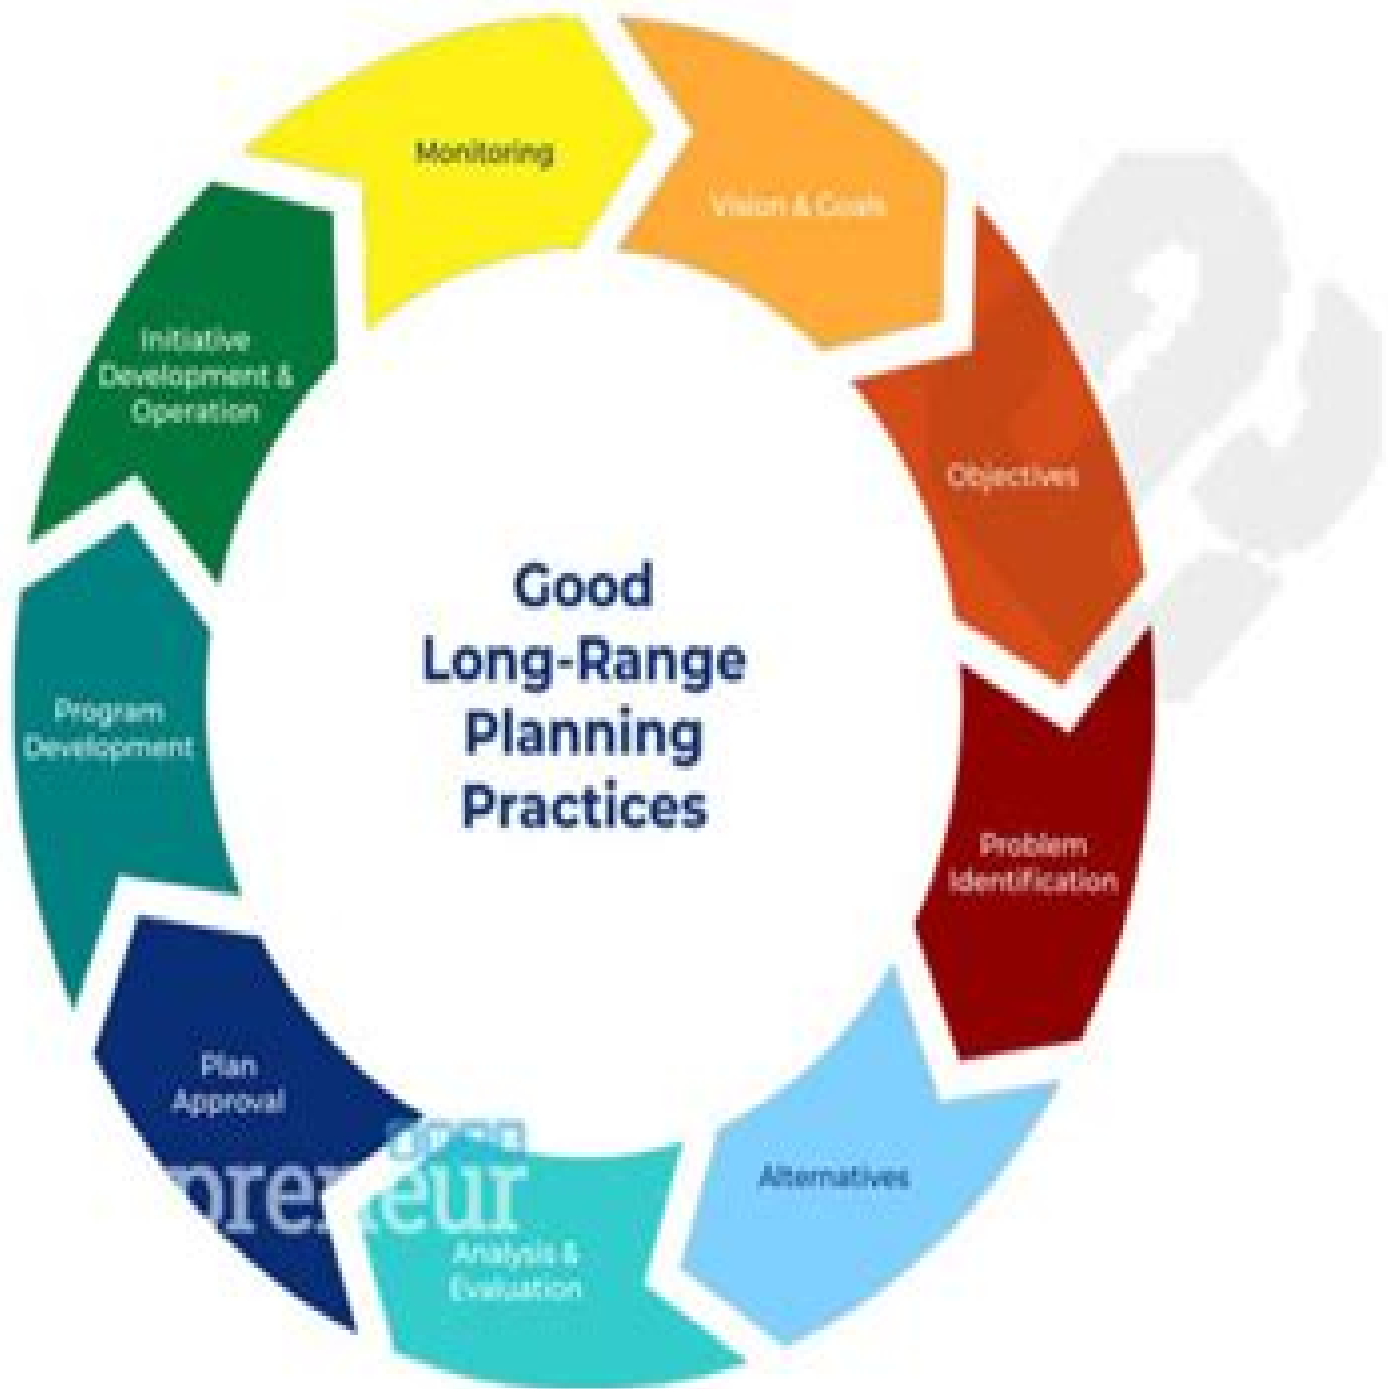 Monitoring
Vision & Goals
Objectives
Problem
Identification
Alternatives
Analysis &
Evaluation
Plan
Approval
Program
Development
Initiative
Development &
Operation
Good
Long-Range
Planning
Practices
preneur